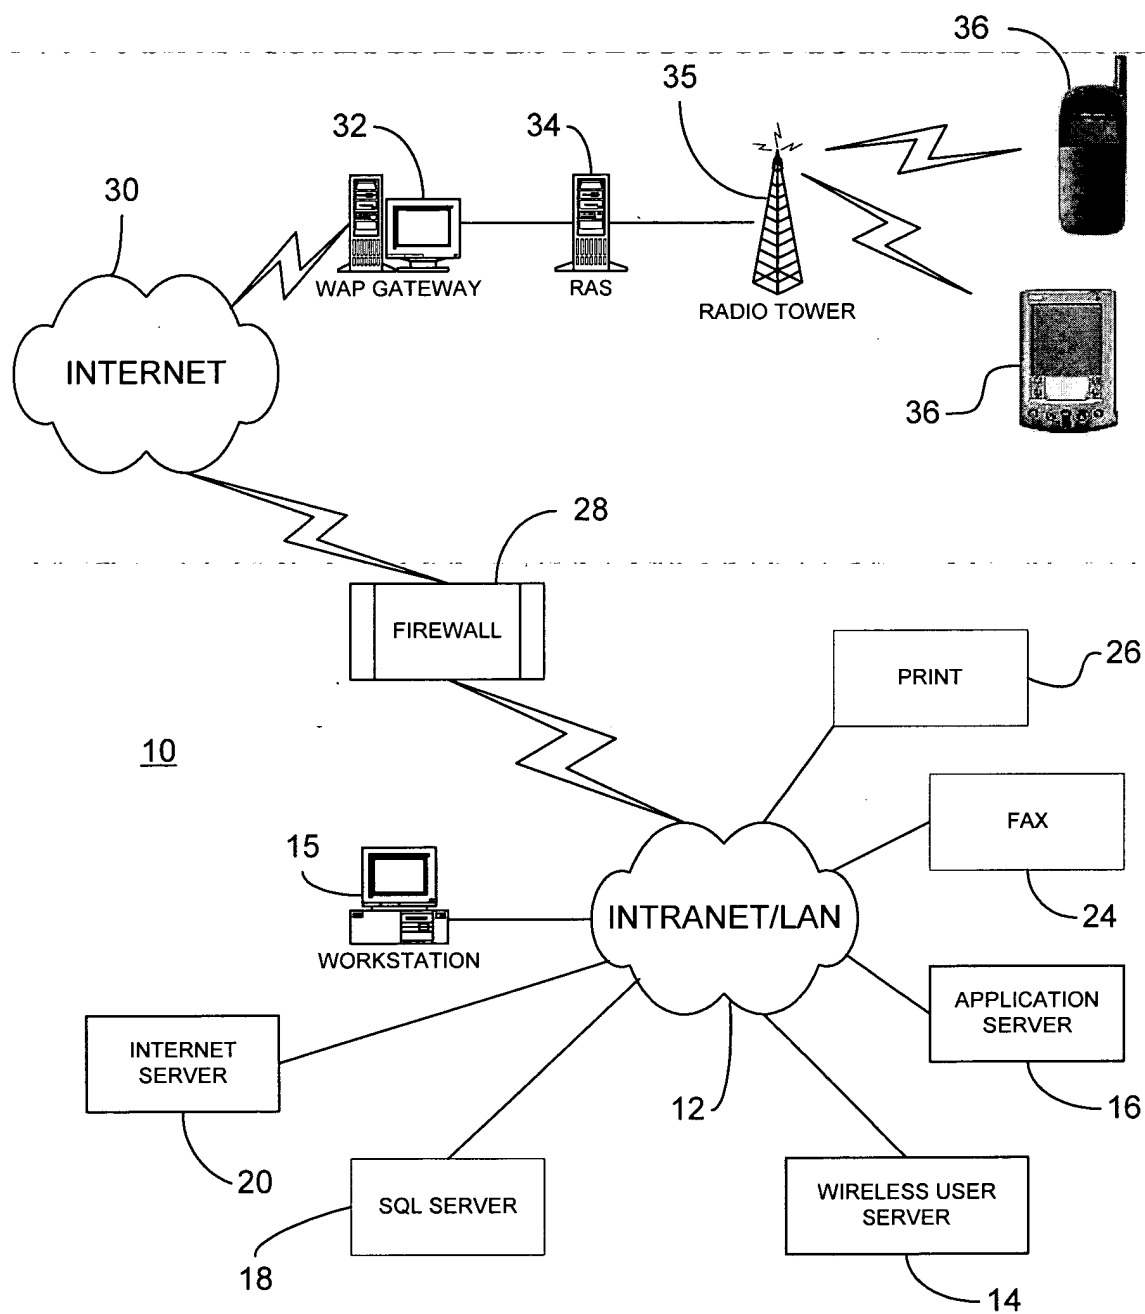 36
35
32
34
30
WAP GATEWAY
RAS
RADIO TOWER
INTERNET
36
28
FIREWALL
PRINT
26
10
FAX
15
24
INTRANET/LAN
WORKSTATION
APPLICATION
SERVER
INTERNET
SERVER
12
16
20
SQL SERVER
WIRELESS USER
SERVER
18
14